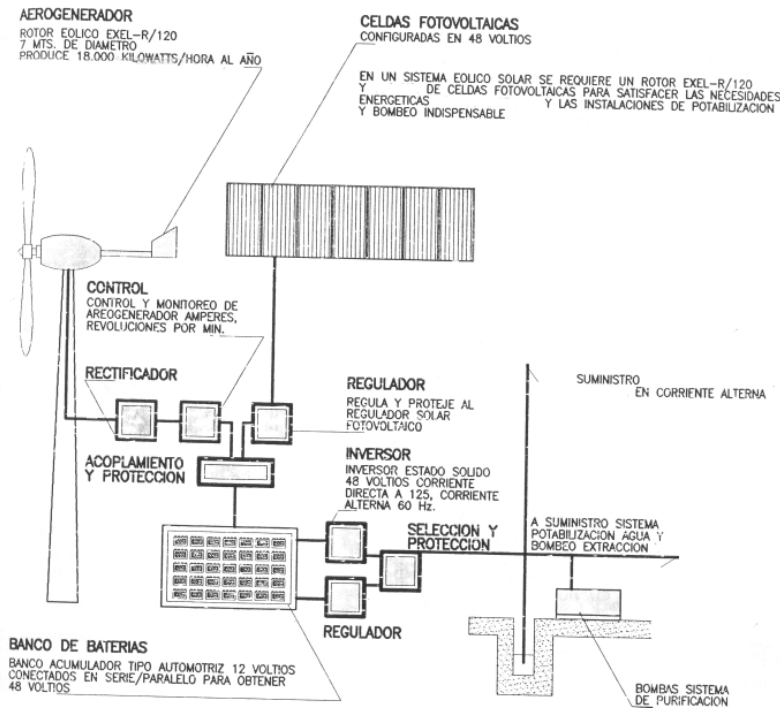 AEROGENERADOR
ROTOR EOLICO EXEL-R/120
7 MTS. DE DIAMETRO
PRODUCE 18.000 KILOWATTS/HORA AL AÑO
CELDAS FOTOVOLTAICAS
CONFIGURADAS EN 48 VOLTIOS
EN UN SISTEMA EOLICO SOLAR SE REQUIERE UN ROTOR EXEL-R/120
Y DE CELDAS FOTOVOLTAICAS PARA SATISFACER LAS NECESIDADES
ENERGETICAS Y LAS INSTALACIONES DE POTABILIZACION
Y BOMBEO INDISPENSABLE
CONTROL
CONTROL Y MONITOREO DE
AREOGENERADOR AMPERES,
REVOLUCIONES POR MIN.
RECTIFICADOR
REGULADOR
REGULA Y PROTEJE AL
REGULADOR SOLAR
FOTOVOLTAICO
SUMINISTRO
EN CORRIENTE ALTERNA
ACOPLAMIENTO
Y PROTECCION
INVERSOR
INVERSOR ESTADO SOLIDO
48 VOLTIOS CORRIENTE
DIRECTA A 125, CORRIENTE
ALTERNA 60 Hz.
SELECCION Y
PROTECCION
A SUMINISTRO SISTEMA
POTABILIZACION AGUA Y
BOMBEO EXTRACCION
REGULADOR
BANCO DE BATERIAS
BANCO ACUMULADOR TIPO AUTOMOTRIZ 12 VOLTIOS
CONECTADOS EN SERIE/PARALELO PARA OBTENER
48 VOLTIOS
BOMBAS SISTEMA
DE PURIFICACION